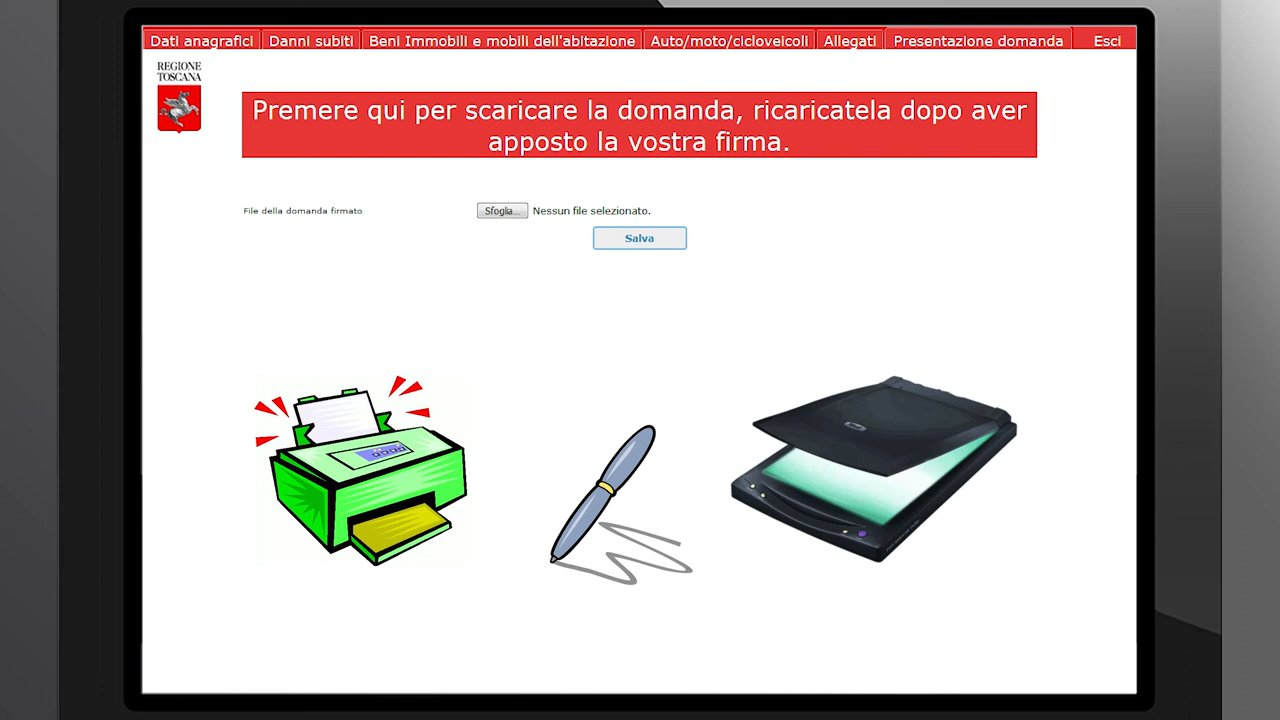 Dati anagrafici Danni subiti Beni Immobili e mobili dell'abitazione Auto/moto/cicloveicoli Allegati Presentazione domanda Esci
REGIONE
TOSCANA
Premere qui per scaricare la domanda, ricaricatela dopo aver
apposto la vostra firma.
File della domanda firmato Sfoglia... Nessun file selezionato.
Salva